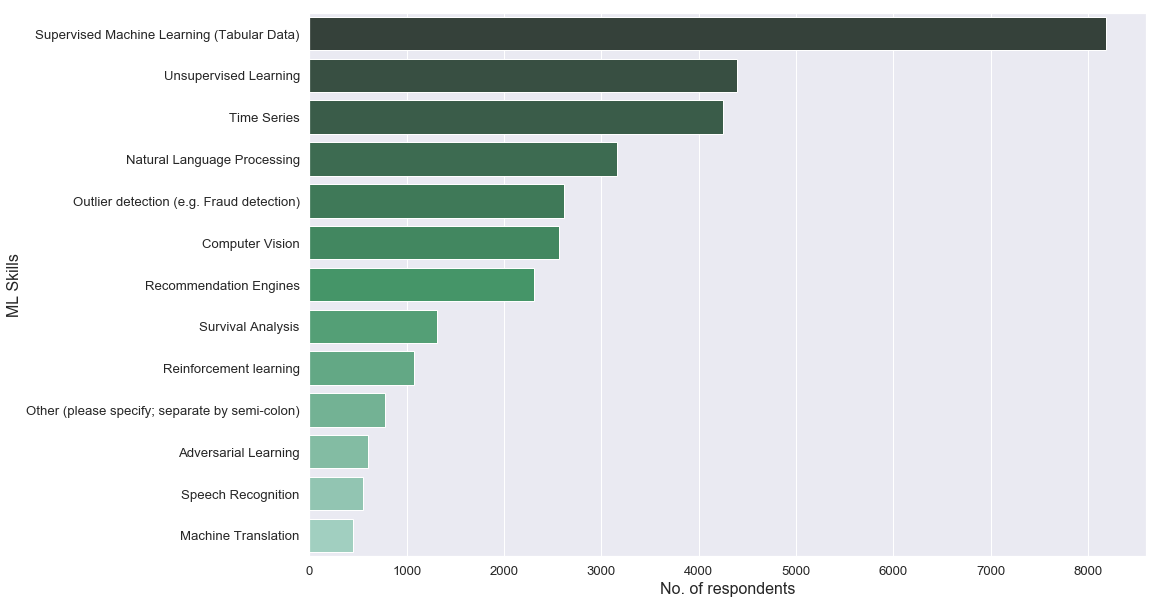 Supervised Machine Learning (Tabular Data)
Unsupervised Learning
Time Series
Natural Language Processing
Outlier detection (e.g. Fraud detection)
Computer Vision
Recommendation Engines
Survival Analysis
Reinforcement learning
Other (please specify; separate by semi-colon)
Adversarial Learning
Speech Recognition
Machine Translation
ML Skills
0 1000 2000 3000 4000 5000 6000 7000 8000
No. of respondents